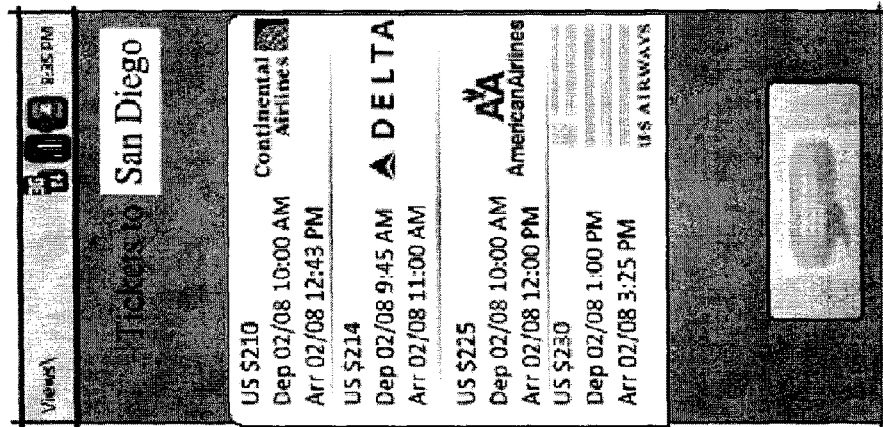 Views\ 9:35 PM
Tickets to San Diego
US $210
Continental
Airlines
Dep 02/08 10:00 AM
Arr 02/08 12:43 PM
US $214
DELTA
Dep 02/08 9:45 AM
Arr 02/08 11:00 AM
US $225
AA
AmericanAirlines
Dep 02/08 10:00 AM
Arr 02/08 12:00 PM
US $230
Dep 02/08 1:00 PM
Arr 02/08 3:25 PM
U·S AIRWAYS